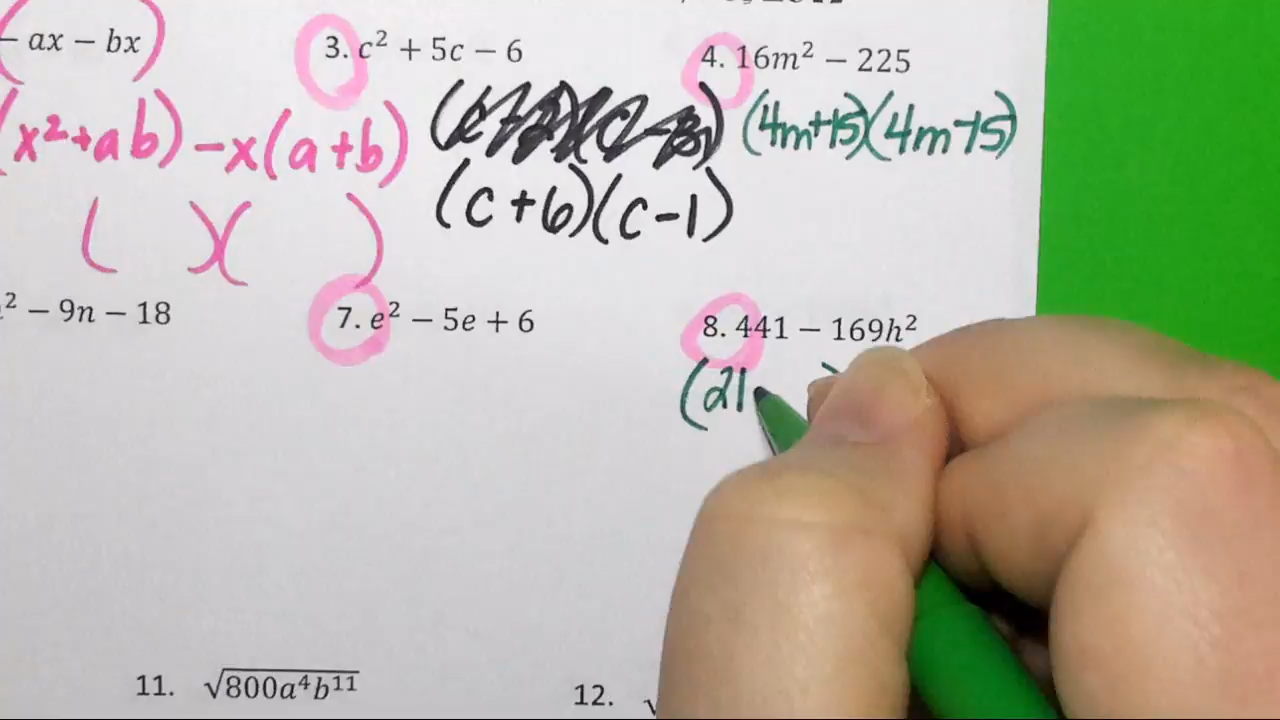 - ax - bx)
3. c² + 5c - 6
4. 16m² - 225
(x²+ab) -x(a+b)
(4m+15)(4m-15)
(c+6)(c-1)
( )( )
² - 9n - 18
7. e² - 5e + 6
8. 441 - 169h²
(21 )
11. √800a⁴b¹¹
12. √